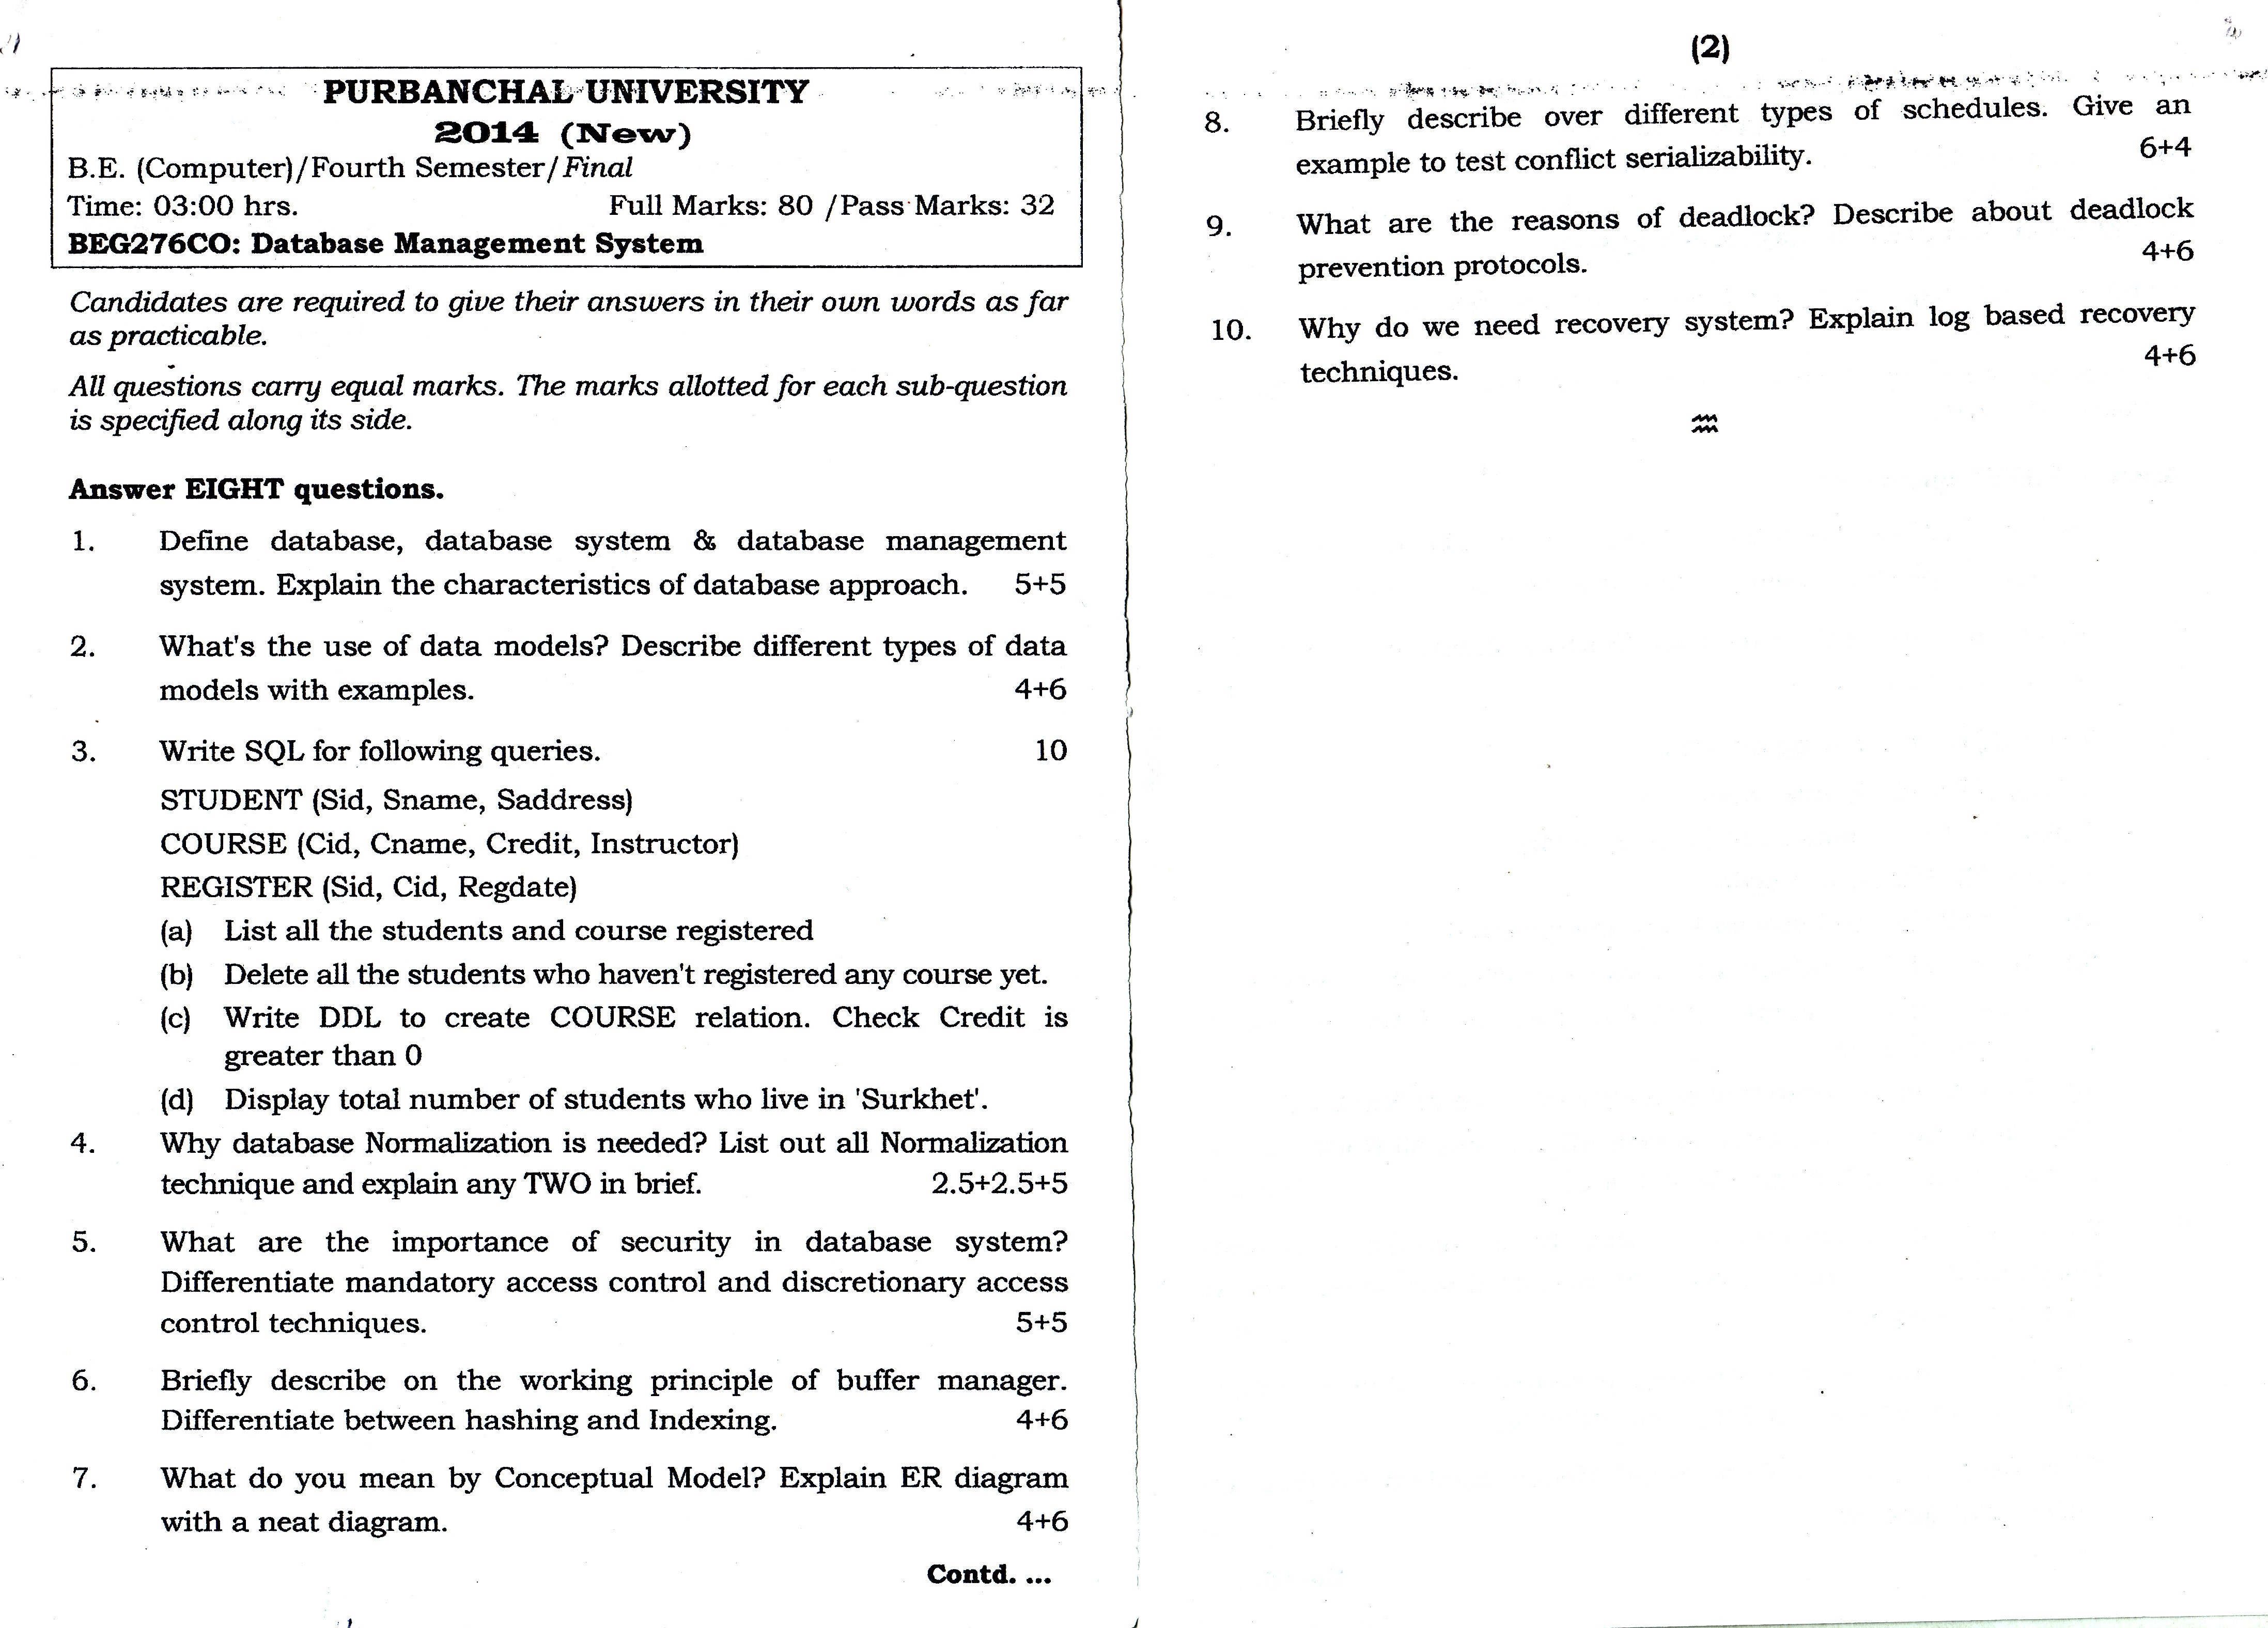 PURBANCHAL UNIVERSITY
2014 (New)
B.E. (Computer)/Fourth Semester/Final
Time: 03:00 hrs. Full Marks: 80 /Pass Marks: 32
BEG276CO: Database Management System
Candidates are required to give their answers in their own words as far
as practicable.
All questions carry equal marks. The marks allotted for each sub-question
is specified along its side.
Answer EIGHT questions.
1. Define database, database system & database management
system. Explain the characteristics of database approach. 5+5
2. What's the use of data models? Describe different types of data
models with examples. 4+6
3. Write SQL for following queries. 10
STUDENT (Sid, Sname, Saddress)
COURSE (Cid, Cname, Credit, Instructor)
REGISTER (Sid, Cid, Regdate)
(a) List all the students and course registered
(b) Delete all the students who haven't registered any course yet.
(c) Write DDL to create COURSE relation. Check Credit is
greater than 0
(d) Display total number of students who live in 'Surkhet'.
4. Why database Normalization is needed? List out all Normalization
technique and explain any TWO in brief. 2.5+2.5+5
5. What are the importance of security in database system?
Differentiate mandatory access control and discretionary access
control techniques. 5+5
6. Briefly describe on the working principle of buffer manager.
Differentiate between hashing and Indexing. 4+6
7. What do you mean by Conceptual Model? Explain ER diagram
with a neat diagram. 4+6
Contd. ...
(2)
8. Briefly describe over different types of schedules. Give an
example to test conflict serializability. 6+4
9. What are the reasons of deadlock? Describe about deadlock
prevention protocols. 4+6
10. Why do we need recovery system? Explain log based recovery
techniques. 4+6